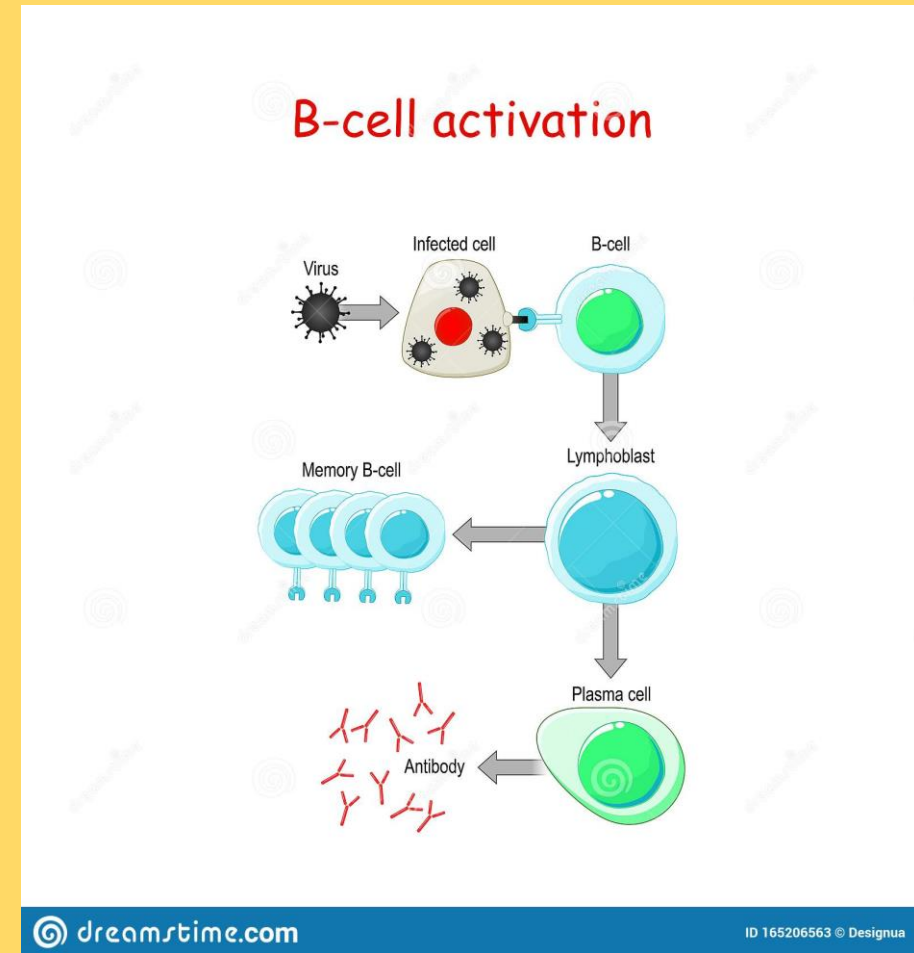 B-cell activation
Infected cell
B-cell
Virus
Lymphoblast
Memory B-cell
Plasma cell
Antibody
dreamstime.com
ID 165206563 © Designua